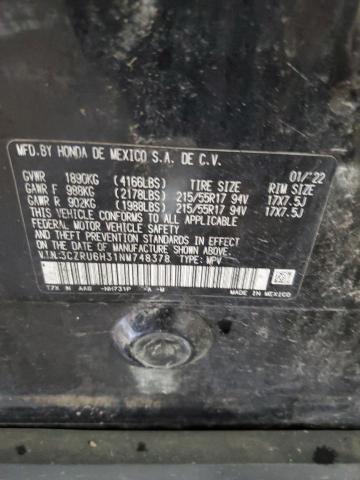 MFD.BY HONDA DE MEXICO S.A. DE C.V.
01/'22
GVWR 1890KG (4166LBS) TIRE SIZE RIM SIZE
GAWR F 988KG (2178LBS) 215/55R17 94V 17X7.5J
GAWR R 902KG (1988LBS) 215/55R17 94V 17X7.5J
THIS VEHICLE CONFORMS TO ALL APPLICABLE
FEDERAL MOTOR VEHICLE SAFETY AND
THEFT PREVENTION STANDARDS IN EFFECT ON
THE DATE OF MANUFACTURE SHOWN ABOVE.
V.I.N:3CZRU6H31NM748378 TYPE: MPV
NH731P -A -M
MADE IN MEXICO